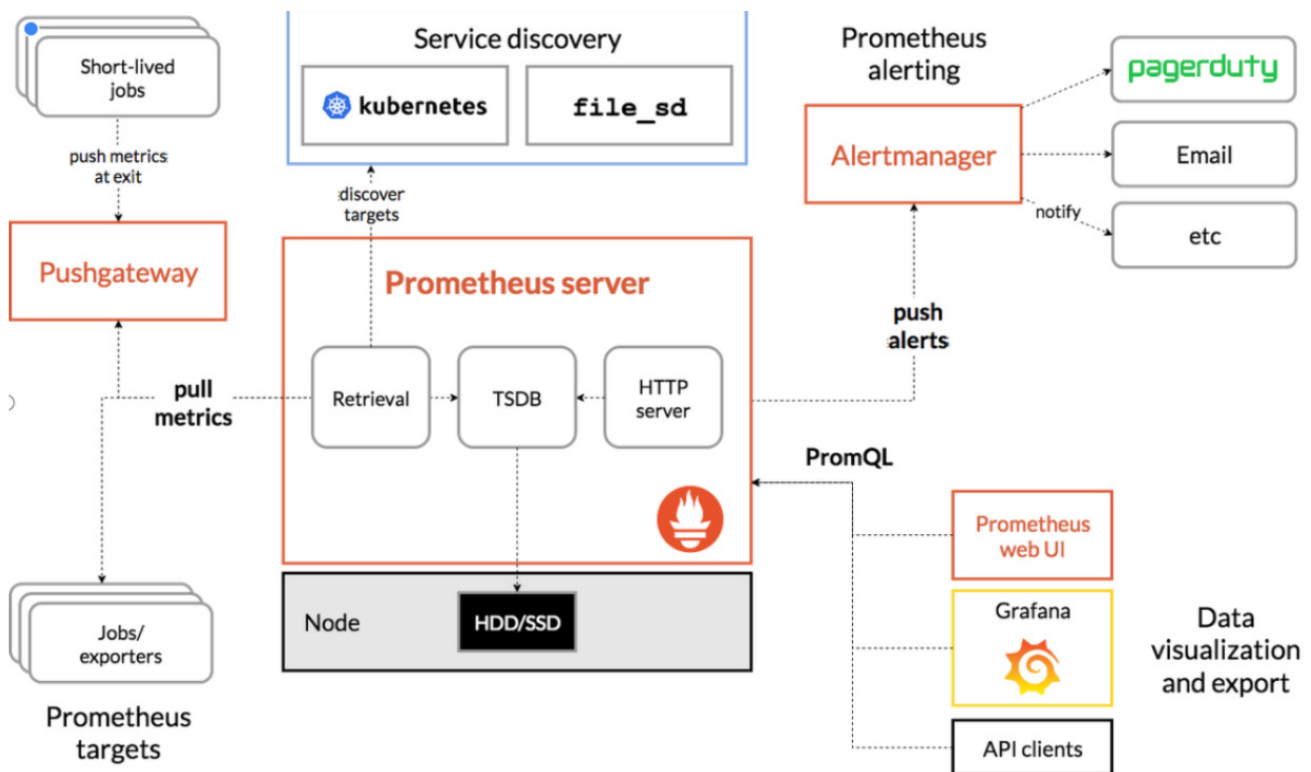 Short-lived
jobs
push metrics
at exit
Pushgateway
Service discovery
kubernetes
file_sd
discover
targets
Prometheus
alerting
Alertmanager
pagerduty
Email
notify
etc
Prometheus server
pull
metrics
Retrieval
TSDB
HTTP
server
push
alerts
PromQL
Node
HDD/SSD
Jobs/
exporters
Prometheus
targets
Prometheus
web UI
Grafana
API clients
Data
visualization
and export